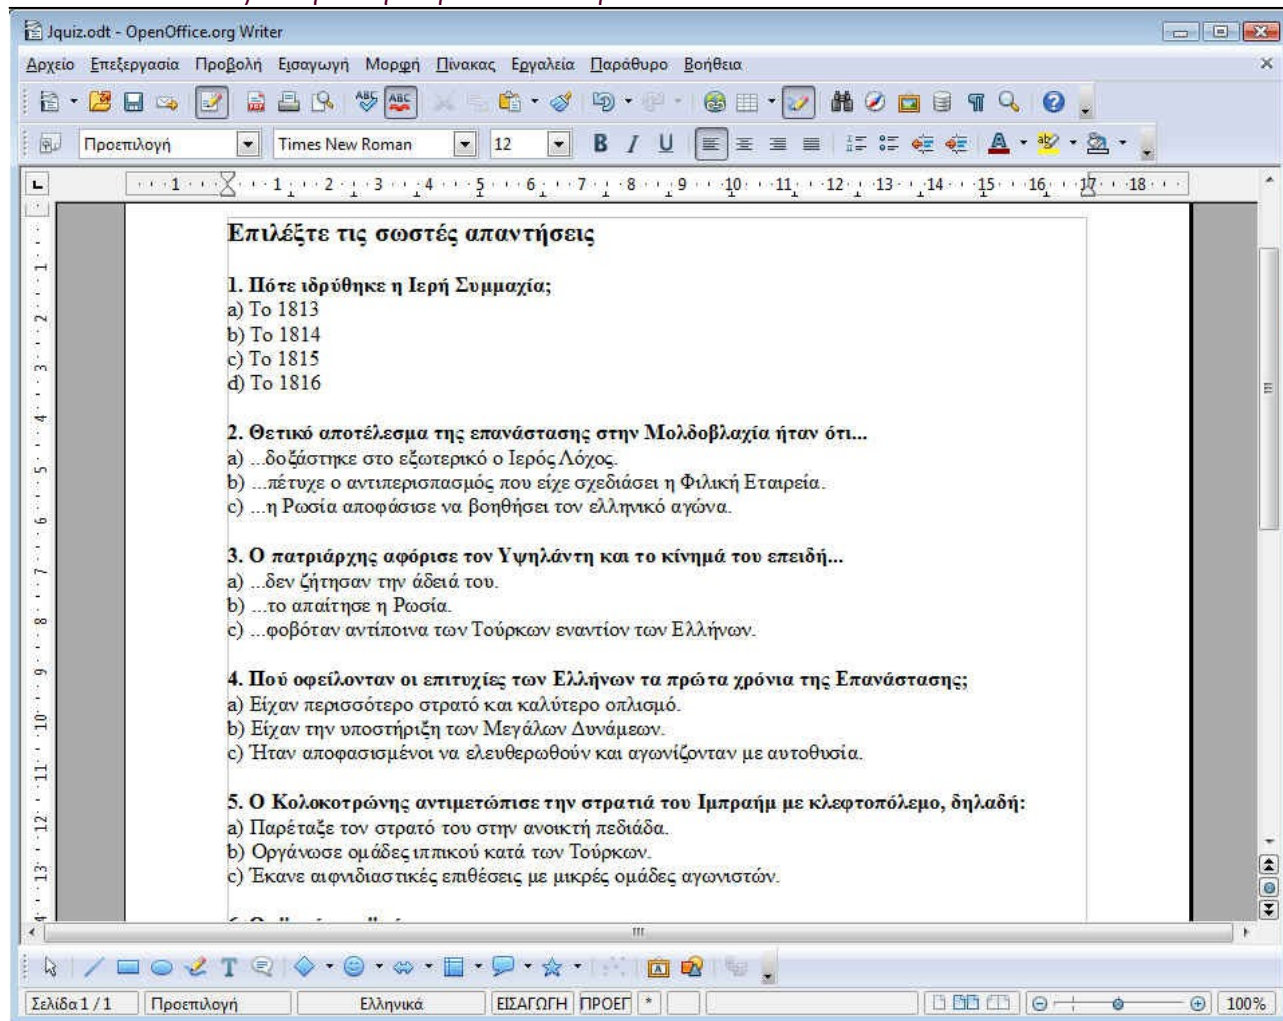 Jquiz.odt - OpenOffice.org Writer
Αρχείο Επεξεργασία Προβολή Εισαγωγή Μορφή Πίνακας Εργαλεία Παράθυρο Βοήθεια
Προεπιλογή Times New Roman 12
Επιλέξτε τις σωστές απαντήσεις
1. Πότε ιδρύθηκε η Ιερή Συμμαχία;
a) Το 1813
b) Το 1814
c) Το 1815
d) Το 1816
2. Θετικό αποτέλεσμα της επανάστασης στην Μολδοβλαχία ήταν ότι...
a) ...δοξάστηκε στο εξωτερικό ο Ιερός Λόχος.
b) ...πέτυχε ο αντιπερισπασμός που είχε σχεδιάσει η Φιλική Εταιρεία.
c) ...η Ρωσία αποφάσισε να βοηθήσει τον ελληνικό αγώνα.
3. Ο πατριάρχης αφόρισε τον Υψηλάντη και το κίνημά του επειδή...
a) ...δεν ζήτησαν την άδειά του.
b) ...το απαίτησε η Ρωσία.
c) ...φοβόταν αντίποινα των Τούρκων εναντίον των Ελλήνων.
4. Πού οφείλονταν οι επιτυχίες των Ελλήνων τα πρώτα χρόνια της Επανάστασης;
a) Είχαν περισσότερο στρατό και καλύτερο οπλισμό.
b) Είχαν την υποστήριξη των Μεγάλων Δυνάμεων.
c) Ήταν αποφασισμένοι να ελευθερωθούν και αγωνίζονταν με αυτοθυσία.
5. Ο Κολοκοτρώνης αντιμετώπισε την στρατιά του Ιμπραήμ με κλεφτοπόλεμο, δηλαδή:
a) Παρέταξε τον στρατό του στην ανοικτή πεδιάδα.
b) Οργάνωσε ομάδες ιππικού κατά των Τούρκων.
c) Έκανε αιφνιδιαστικές επιθέσεις με μικρές ομάδες αγωνιστών.
Σελίδα 1 / 1 Προεπιλογή Ελληνικά ΕΙΣΑΓΩΓΗ ΠΡΟΕΓ * 100%